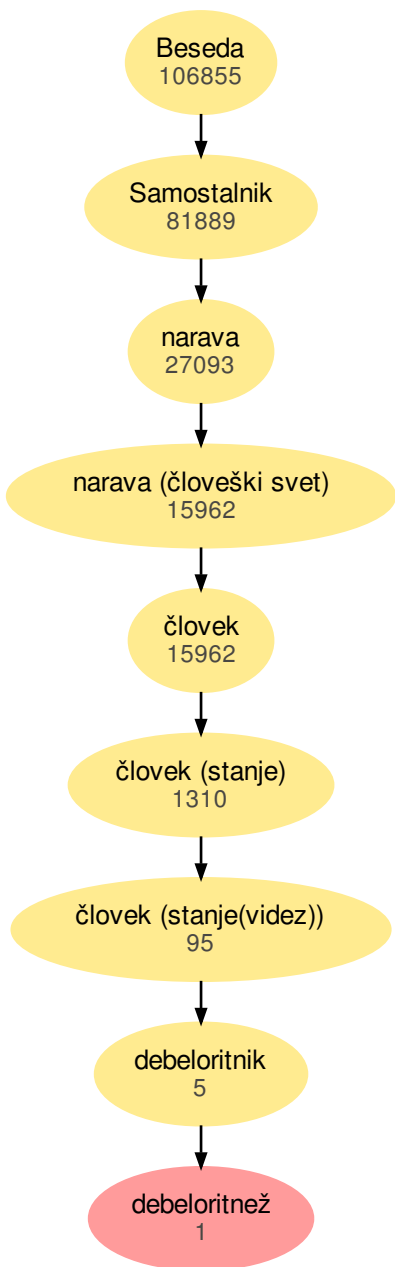 Beseda
106855
Samostalnik
81889
narava
27093
narava (človeški svet)
15962
človek
15962
človek (stanje)
1310
človek (stanje(videz))
95
debeloritnik
5
debeloritnež
1